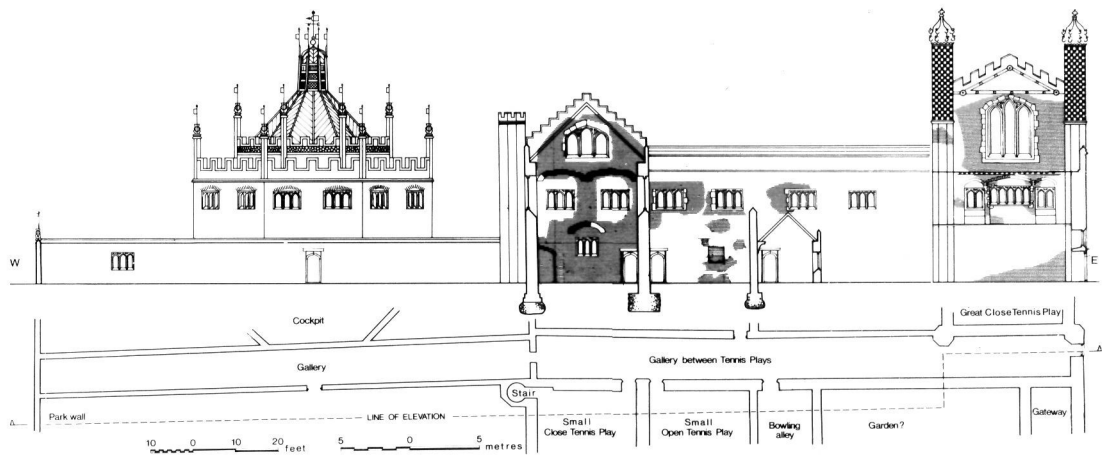 W
E
Cockpit
Great Close Tennis Play
Gallery
Gallery between Tennis Plays
A
Stair
Park wall
LINE OF ELEVATION
Small
Close Tennis Play
Small
Open Tennis Play
Bowling
alley
Garden?
Gateway
A
10 0 10 20 feet
5 0 5 metres